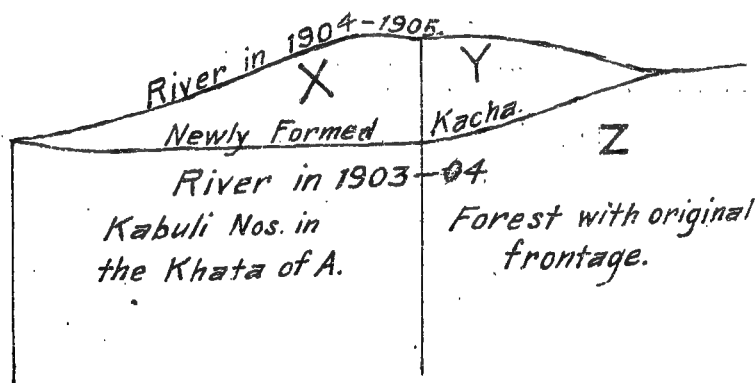 River in 1904-1905.
X
Y
Newly Formed Kacha.
Z
River in 1903-04.
Kabuli Nos. in
the Khata of A.
Forest with original
frontage.